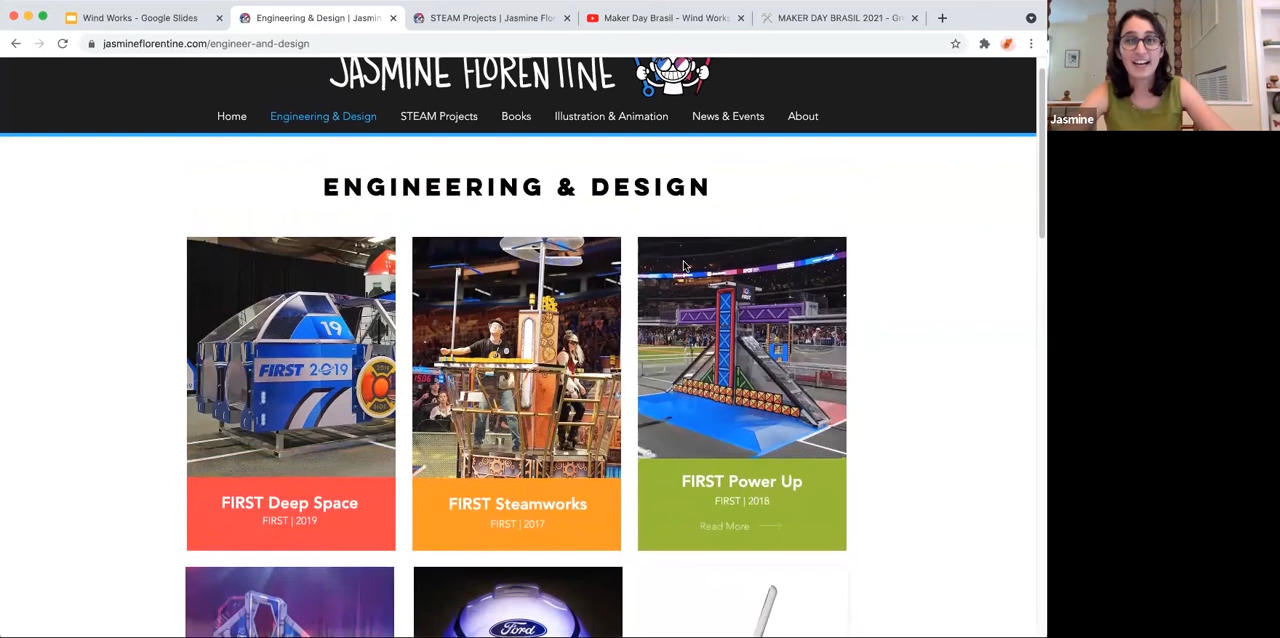 Wind Works - Google Slides
Engineering & Design | Jasmin
STEAM Projects | Jasmine Flo
Maker Day Brasil - Wind Works
MAKER DAY BRASIL 2021 - Gr
jasmineflorentine.com/engineer-and-design
JASMINE FLORENTINE
Home Engineering & Design STEAM Projects Books Illustration & Animation News & Events About
ENGINEERING & DESIGN
19
FIRST 2019
FIRST Deep Space
FIRST | 2019
FIRST Steamworks
FIRST | 2017
FIRST Power Up
FIRST | 2018
Read More
Ford
Jasmine